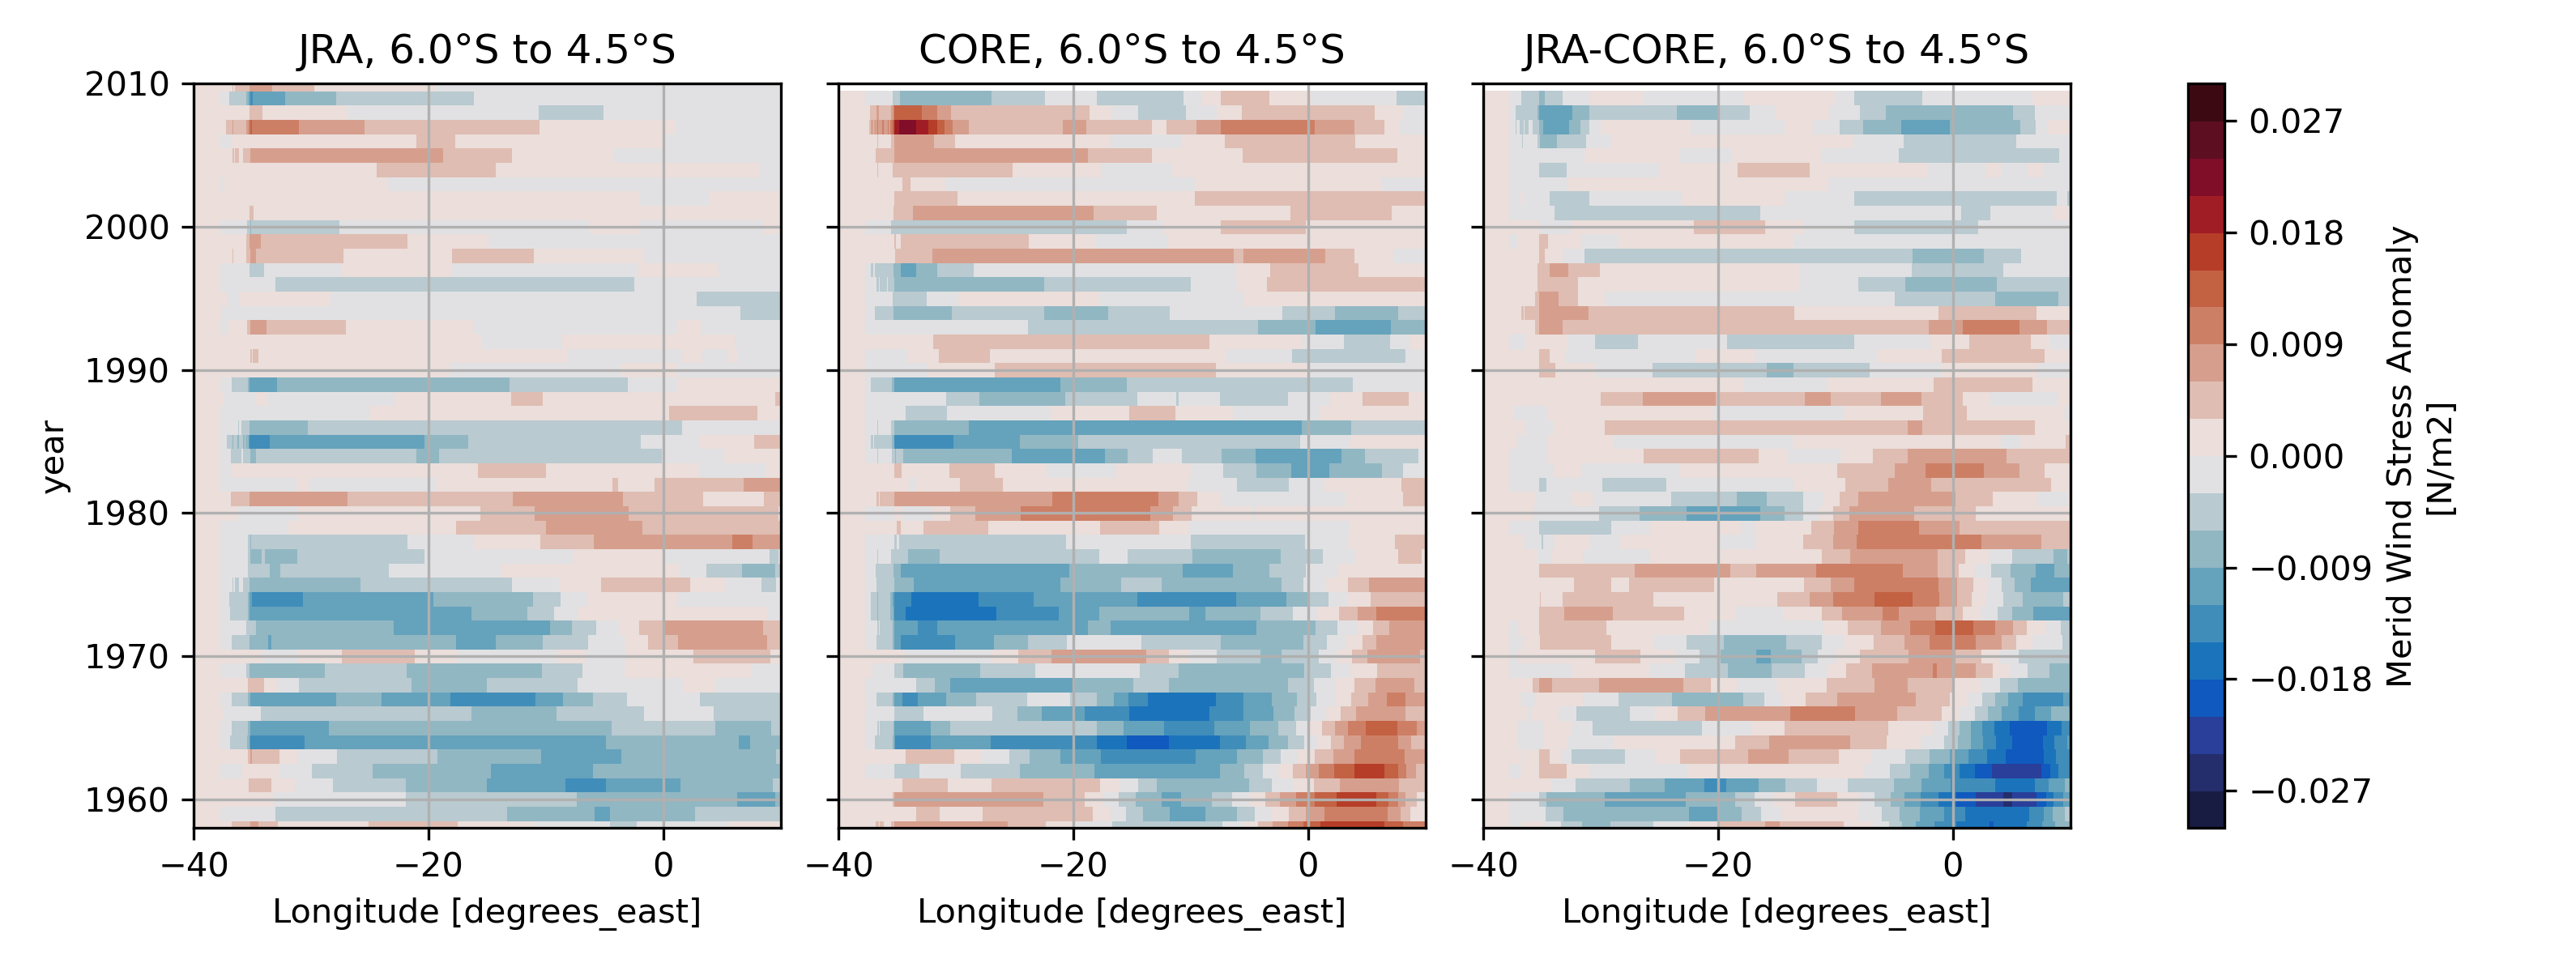 JRA, 6.0°S to 4.5°S
CORE, 6.0°S to 4.5°S
JRA-CORE, 6.0°S to 4.5°S
2010
2000
1990
1980
1970
1960
year
−40
−20
0
−40
−20
0
−40
−20
0
Longitude [degrees_east]
Longitude [degrees_east]
Longitude [degrees_east]
0.027
0.018
0.009
0.000
−0.009
−0.018
−0.027
Merid Wind Stress Anomaly
[N/m2]